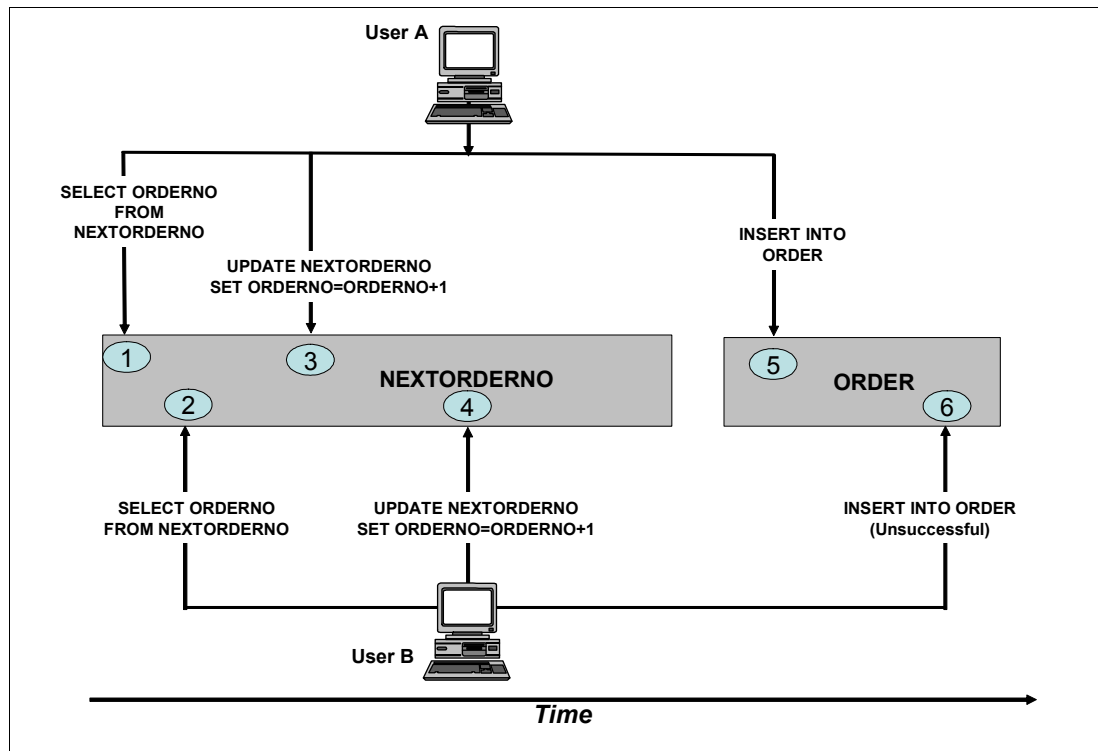 User A
SELECT ORDERNO
FROM
NEXTORDERNO
UPDATE NEXTORDERNO
SET ORDERNO=ORDERNO+1
INSERT INTO
ORDER
1
3
NEXTORDERNO
2
4
5
ORDER
6
SELECT ORDERNO
FROM NEXTORDERNO
UPDATE NEXTORDERNO
SET ORDERNO=ORDERNO+1
INSERT INTO ORDER
(Unsuccessful)
User B
Time